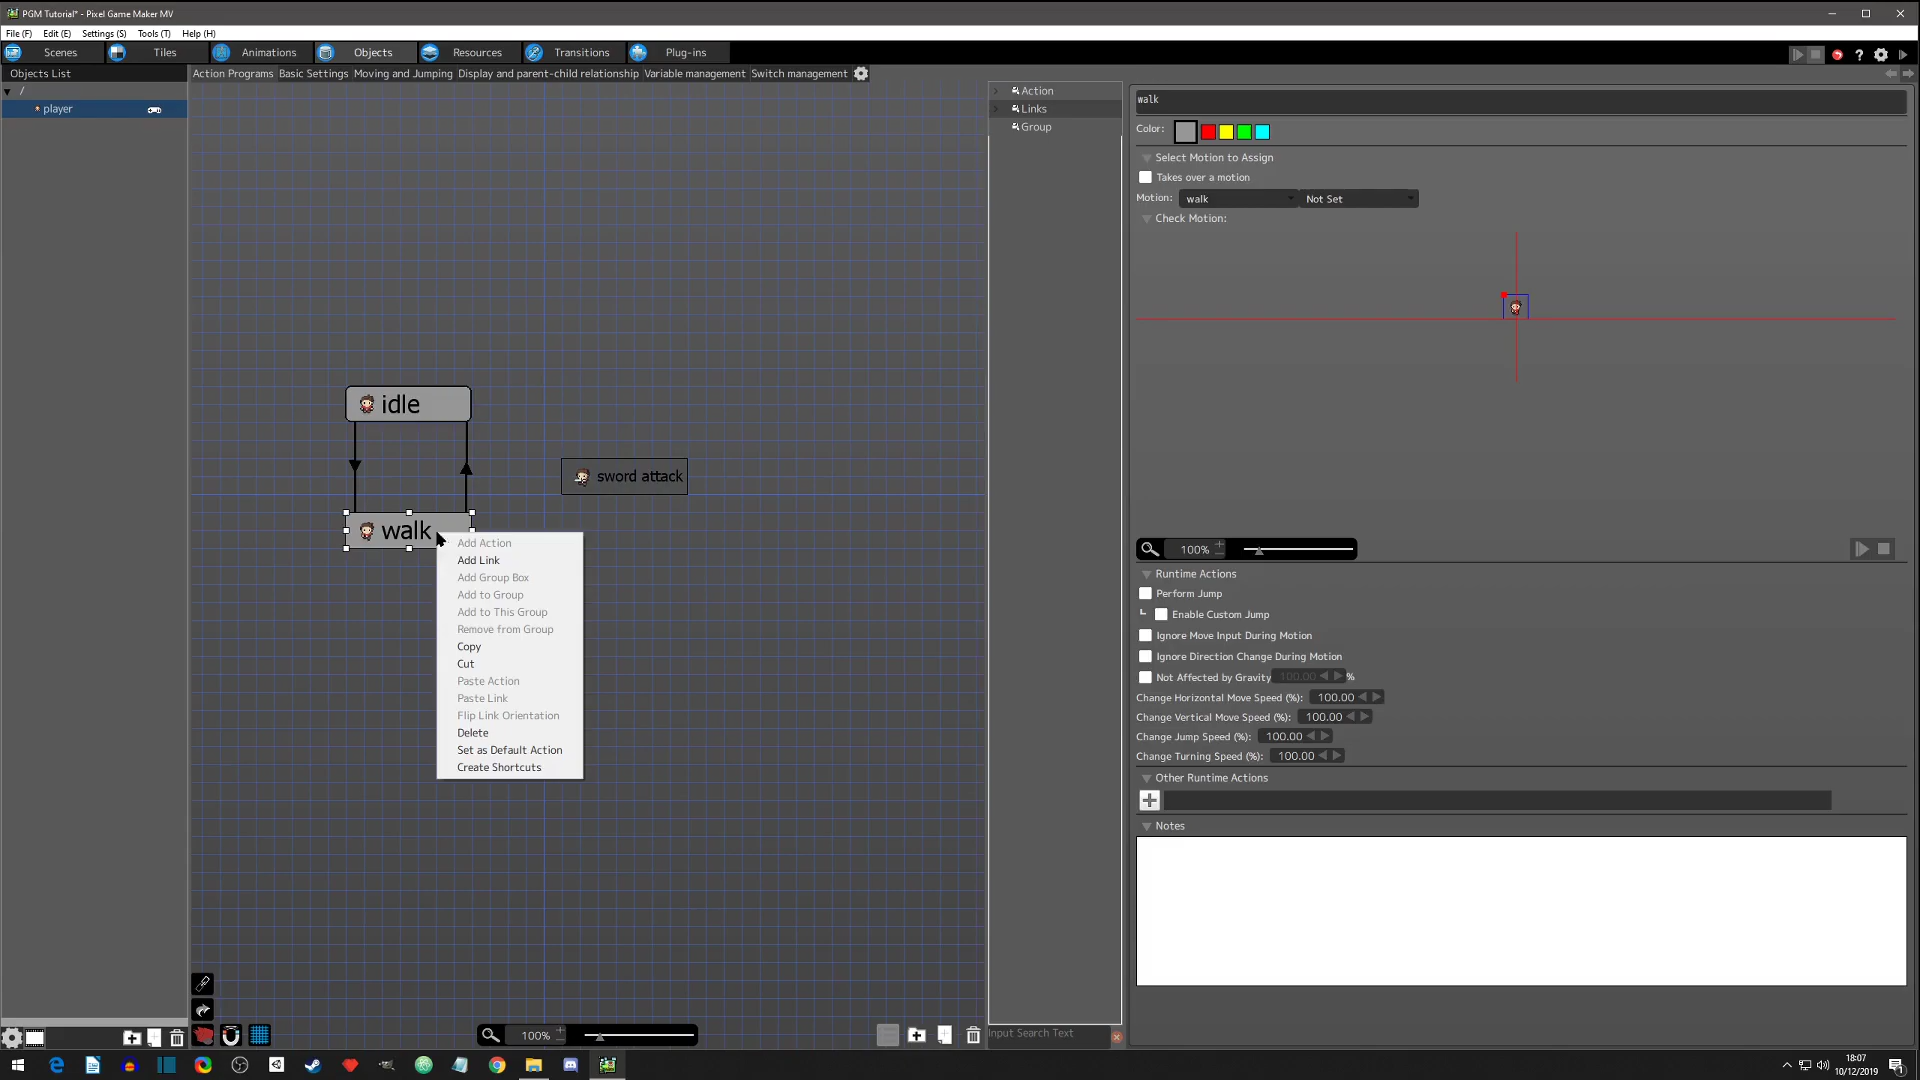 PGM Tutorial* - Pixel Game Maker MV
File (F) Edit (E) Settings (S) Tools (T) Help (H)
Scenes Tiles Animations Objects Resources Transitions Plug-ins
Objects List
Action Programs Basic Settings Moving and Jumping Display and parent-child relationship Variable management Switch management
/
player
idle
sword attack
walk
Add Action
Add Link
Add Group Box
Add to Group
Add to This Group
Remove from Group
Copy
Cut
Paste Action
Paste Link
Flip Link Orientation
Delete
Set as Default Action
Create Shortcuts
100%
Action
Links
Group
Input Search Text
walk
Color:
Select Motion to Assign
Takes over a motion
Motion: walk Not Set
Check Motion:
100%
Runtime Actions
Perform Jump
Enable Custom Jump
Ignore Move Input During Motion
Ignore Direction Change During Motion
Not Affected by Gravity 100.00 %
Change Horizontal Move Speed (%): 100.00
Change Vertical Move Speed (%): 100.00
Change Jump Speed (%): 100.00
Change Turning Speed (%): 100.00
Other Runtime Actions
Notes
18:07
10/12/2019